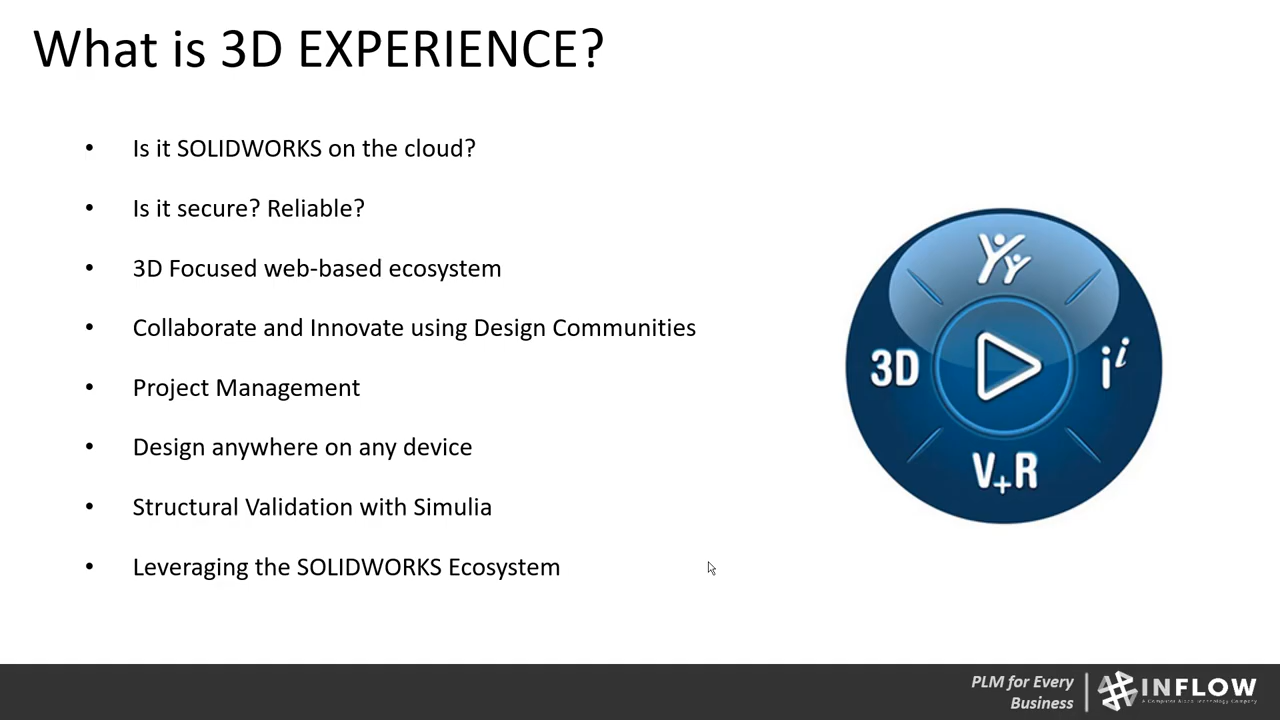 What is 3D EXPERIENCE?
• Is it SOLIDWORKS on the cloud?
• Is it secure? Reliable?
• 3D Focused web-based ecosystem
• Collaborate and Innovate using Design Communities
• Project Management
• Design anywhere on any device
• Structural Validation with Simulia
• Leveraging the SOLIDWORKS Ecosystem
3D
i i
V+R
PLM for Every
Business
INFLOW